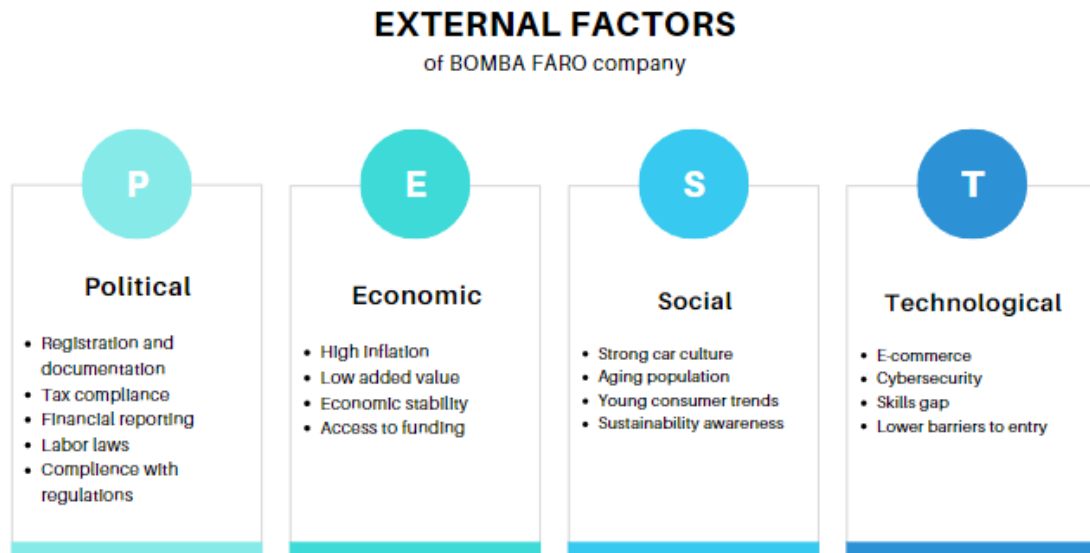 EXTERNAL FACTORS
of BOMBA FARO company
P
Political
• Registration and
documentation
• Tax compliance
• Financial reporting
• Labor laws
• Complience with
regulations
E
Economic
• High inflation
• Low added value
• Economic stability
• Access to funding
S
Social
• Strong car culture
• Aging population
• Young consumer trends
• Sustainability awareness
T
Technological
• E-commerce
• Cybersecurity
• Skills gap
• Lower barriers to entry